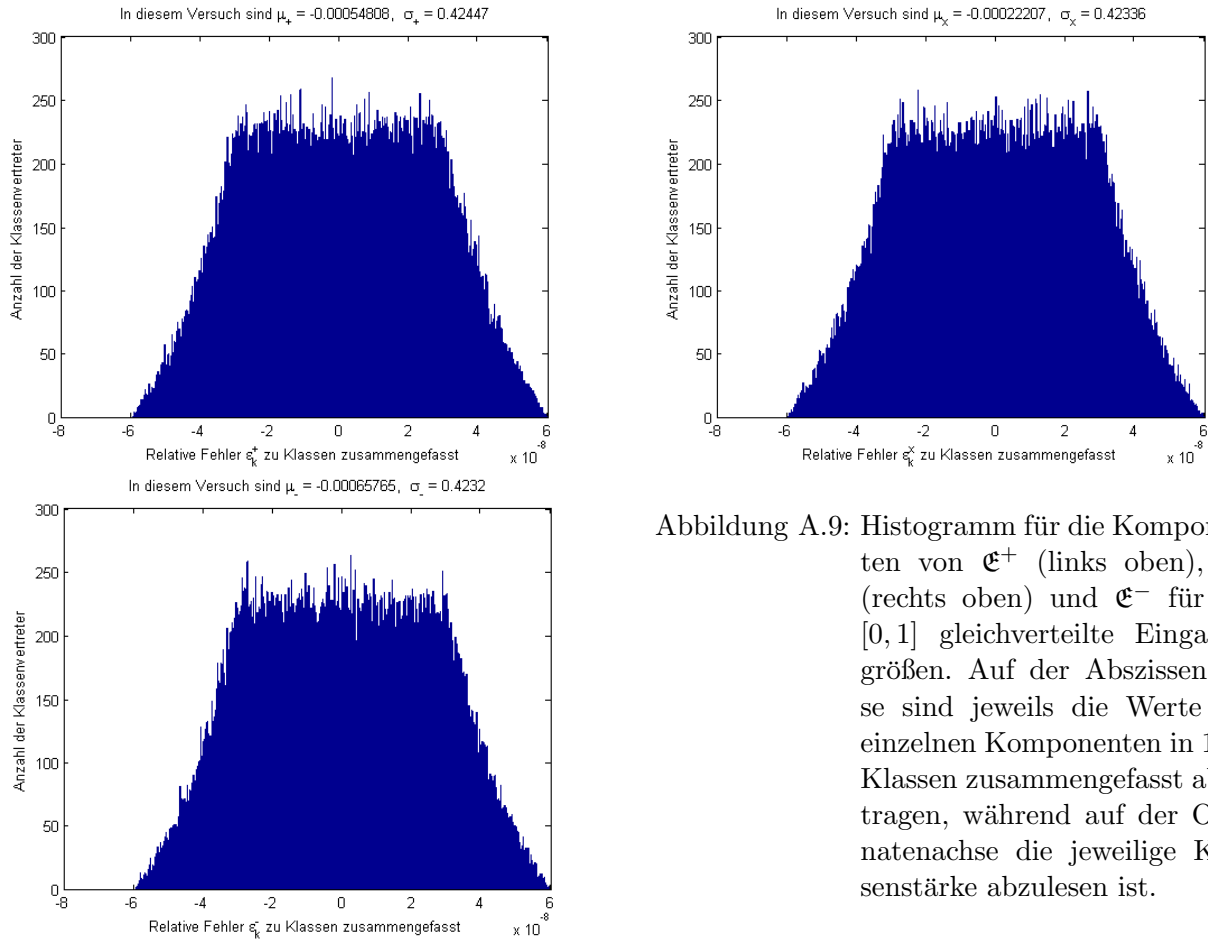 In diesem Versuch sind μ₊ = -0.00054808, σ₊ = 0.42447
300
250
200
150
100
50
0
Anzahl der Klassenvertreter
-8 -6 -4 -2 0 2 4 6
x 10⁻⁸
Relative Fehler ε⁺ₖ zu Klassen zusammengefasst
In diesem Versuch sind μₓ = -0.00022207, σₓ = 0.42336
300
250
200
150
100
50
0
Anzahl der Klassenvertreter
-8 -6 -4 -2 0 2 4 6
x 10⁻⁸
Relative Fehler εˣₖ zu Klassen zusammengefasst
In diesem Versuch sind μ₋ = -0.00065765, σ₋ = 0.4232
300
250
200
150
100
50
0
Anzahl der Klassenvertreter
-8 -6 -4 -2 0 2 4 6
x 10⁻⁸
Relative Fehler ε⁻ₖ zu Klassen zusammengefasst
Abbildung A.9: Histogramm für die Kompo
ten von 𝕰⁺ (links oben),
(rechts oben) und 𝕰⁻ für
[0, 1] gleichverteilte Einga
größen. Auf der Abszissen
se sind jeweils die Werte
einzelnen Komponenten in 1
Klassen zusammengefasst a
tragen, während auf der O
natenachse die jeweilige K
senstärke abzulesen ist.